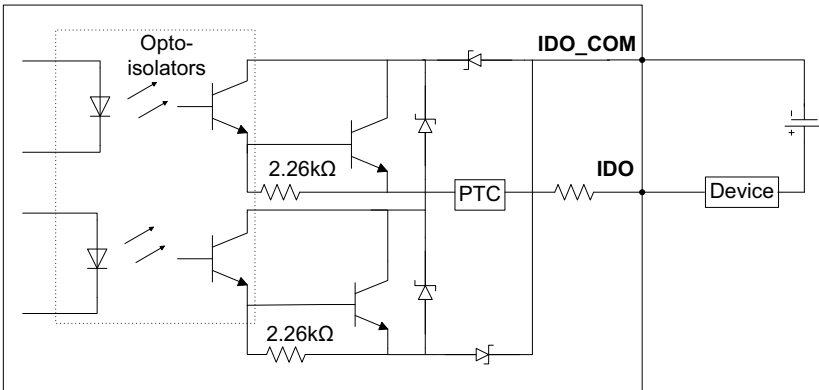 Opto-
isolators
IDO_COM
-
+
2.26kΩ
IDO
PTC
Device
2.26kΩ